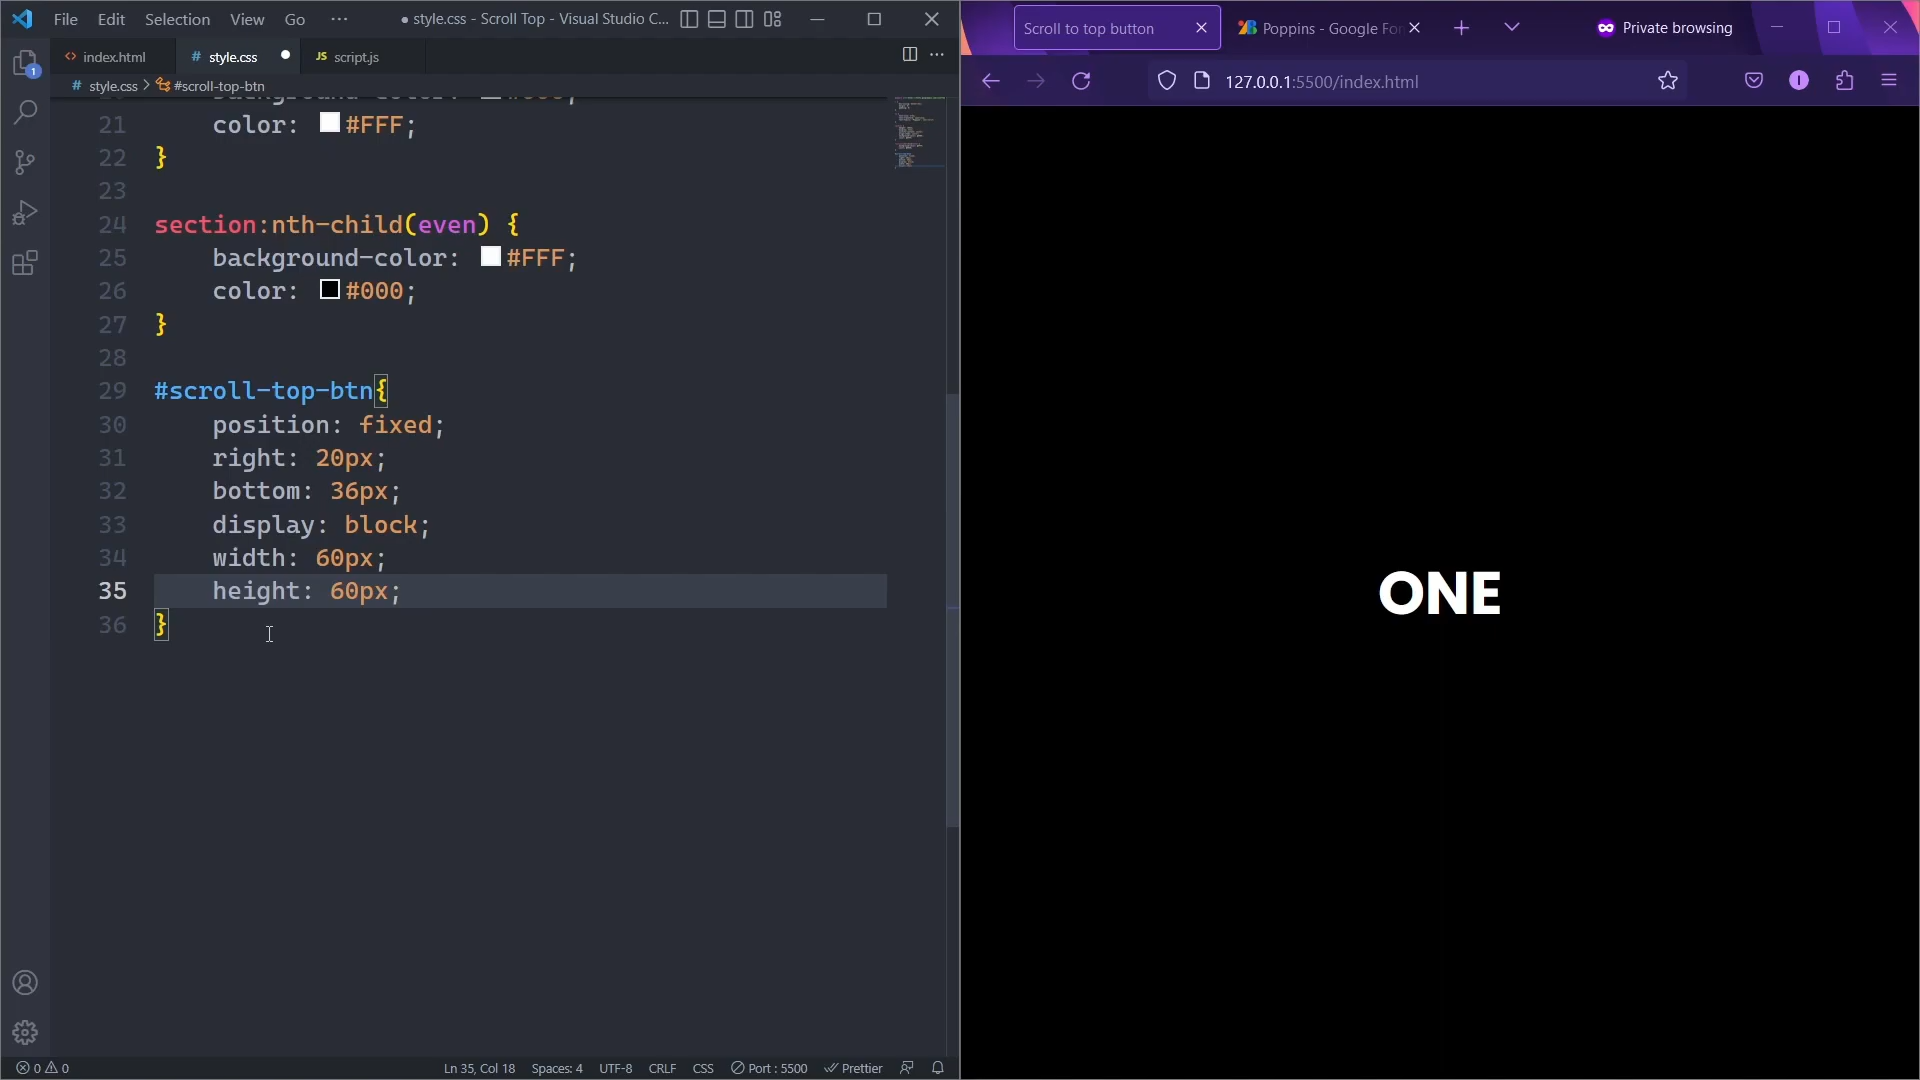 File Edit Selection View Go ··· ● style.css - Scroll Top - Visual Studio C...
index.html
style.css
script.js
style.css > #scroll-top-btn
21 color: #FFF;
22 }
23
24 section:nth-child(even) {
25 background-color: #FFF;
26 color: #000;
27 }
28
29 #scroll-top-btn{
30 position: fixed;
31 right: 20px;
32 bottom: 36px;
33 display: block;
34 width: 60px;
35 height: 60px;
36 }
0 0 Ln 35, Col 18 Spaces: 4 UTF-8 CRLF CSS Port : 5500 Prettier
Scroll to top button
Poppins - Google Fo
Private browsing
127.0.0.1:5500/index.html
ONE